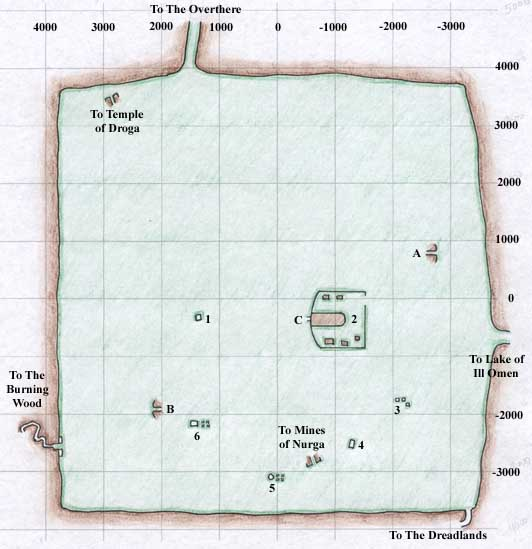 To The Overthere
4000 3000 2000 1000 0 -1000 -2000 -3000
4000
To Temple
of Droga
3000
2000
1000
A
0
1
C
2
To Lake of
Ill Omen
To The
Burning
Wood
B
3
-2000
6
To Mines
of Nurga
4
5
-3000
To The Dreadlands